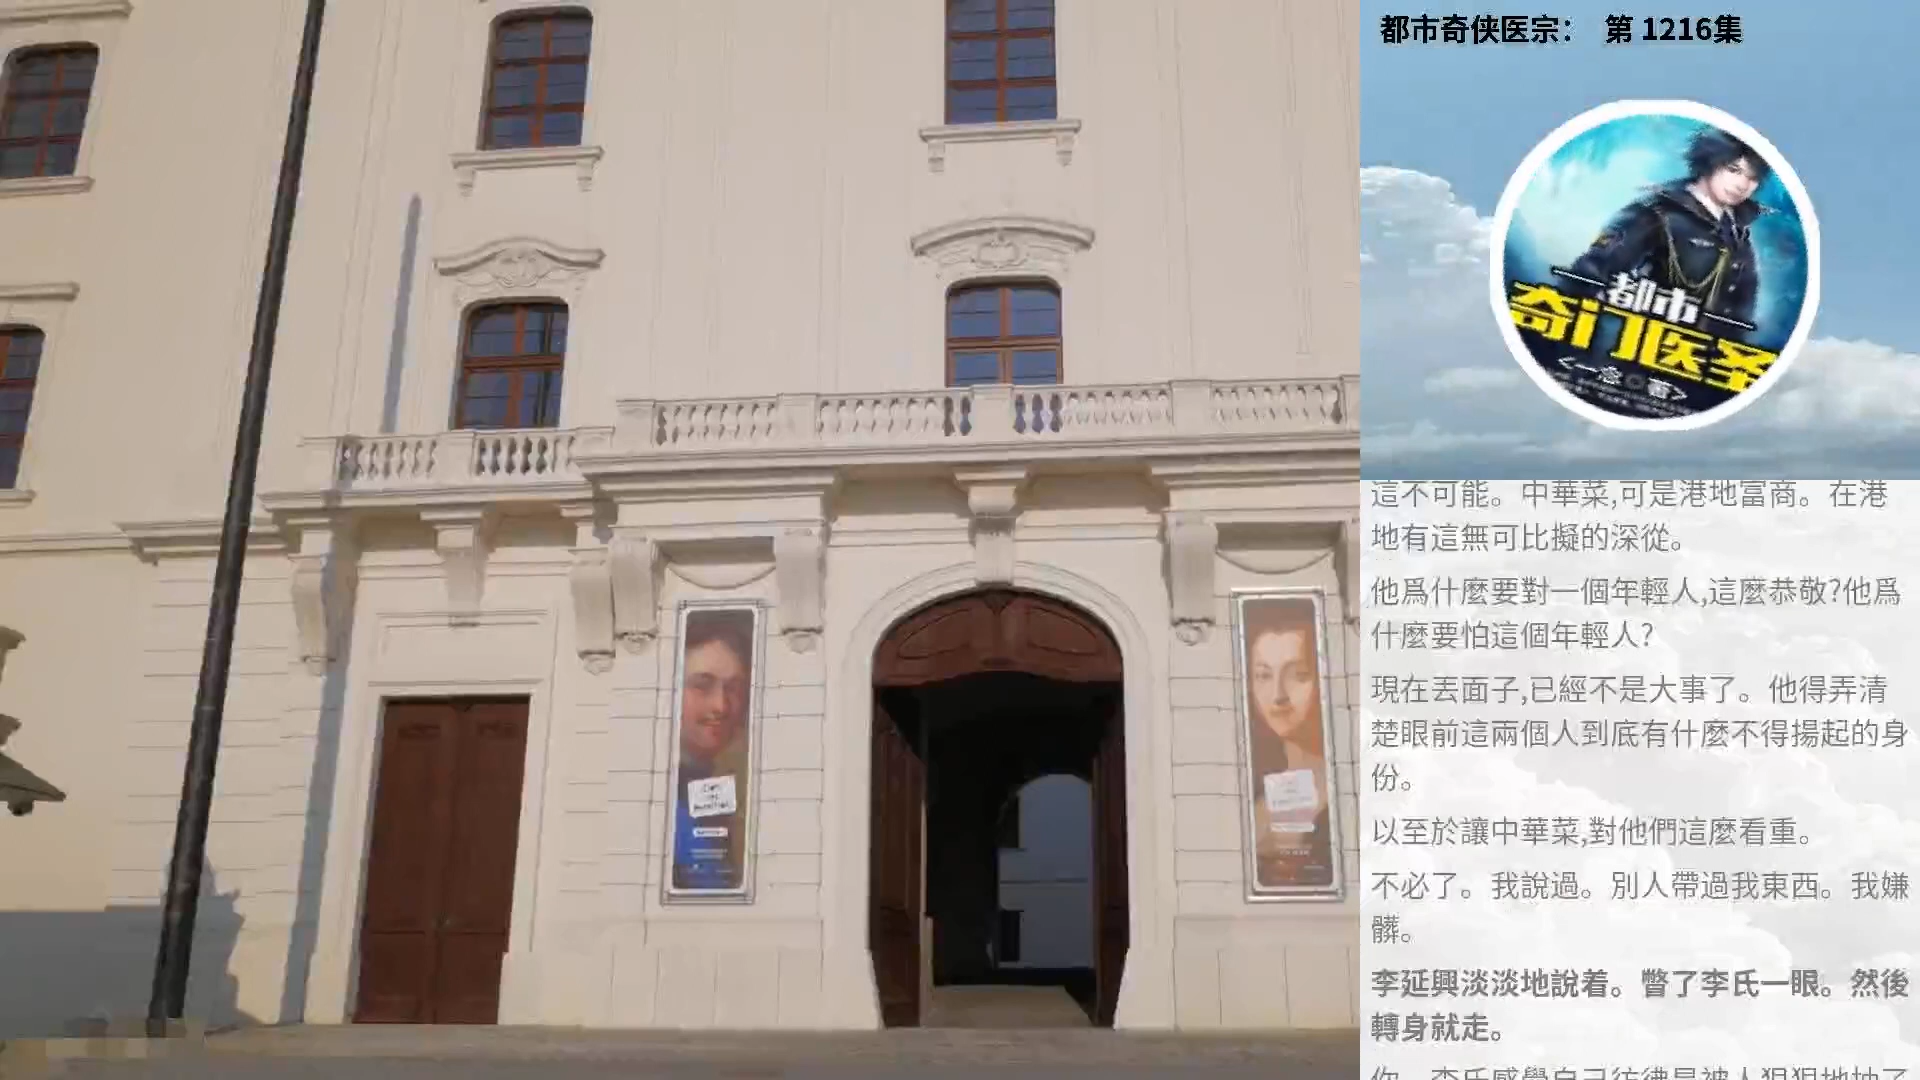 都市奇侠医宗： 第 1216集
都市
奇门医圣
這不可能。中華菜,可是港地富商。在港
地有這無可比擬的深從。
他爲什麼要對一個年輕人,這麼恭敬?他爲
什麼要怕這個年輕人?
現在丟面子,已經不是大事了。他得弄清
楚眼前這兩個人到底有什麼不得揚起的身
份。
以至於讓中華菜,對他們這麼看重。
不必了。我說過。別人帶過我東西。我嫌
髒。
李延興淡淡地說着。瞥了李氏一眼。然後
轉身就走。